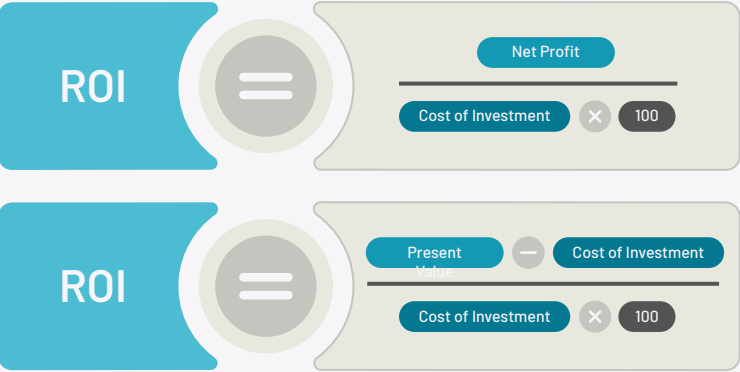 ROI
=
Net Profit
Cost of Investment × 100
ROI
=
Present
Value
− Cost of Investment
Cost of Investment × 100